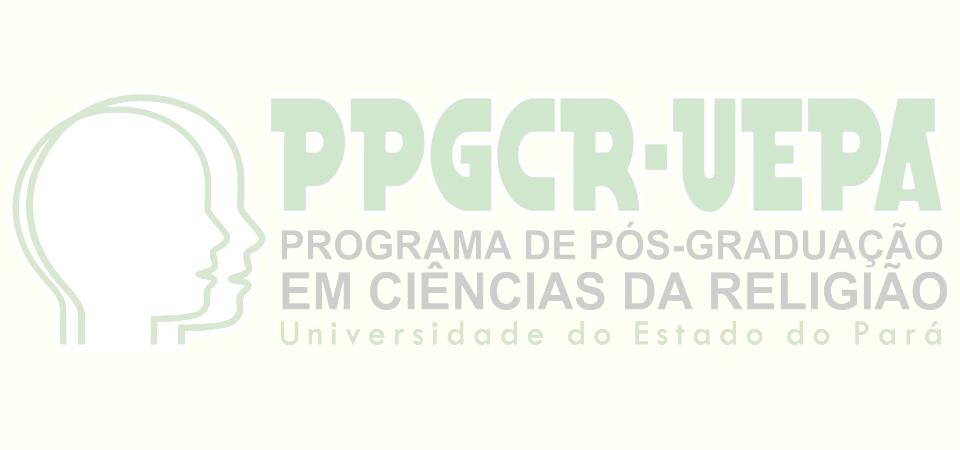 PPGCR-UEPA
PROGRAMA DE PÓS-GRADUAÇÃO
EM CIÊNCIAS DA RELIGIÃO
Universidade do Estado do Pará